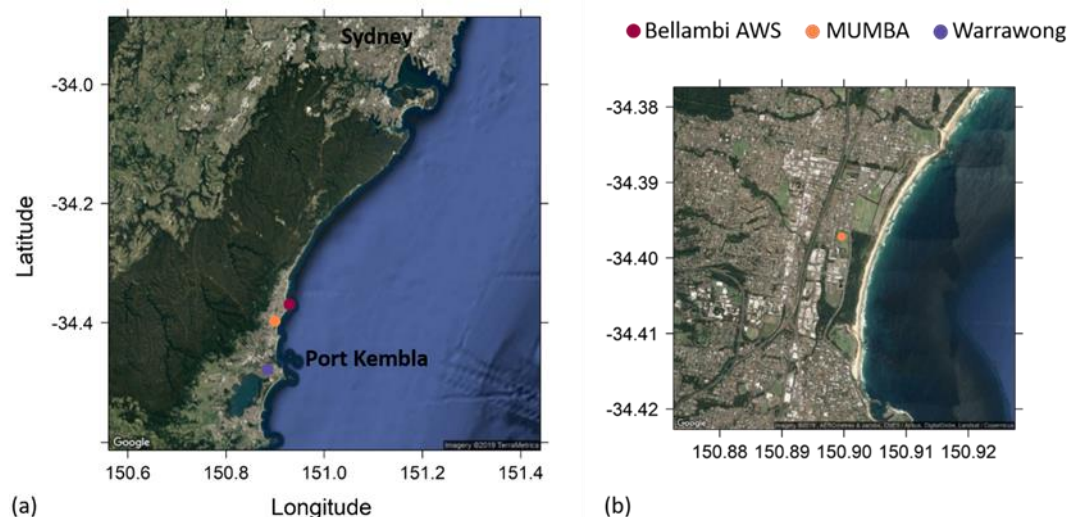 Bellambi AWS MUMBA Warrawong
Sydney
-34.0
-34.2
-34.4
Latitude
Port Kembla
Google
Imagery ©2019 TerraMetrics
150.6 150.8 151.0 151.2 151.4
(a) Longitude
-34.38
-34.39
-34.40
-34.41
-34.42
Google
150.88 150.89 150.90 150.91 150.92
(b)